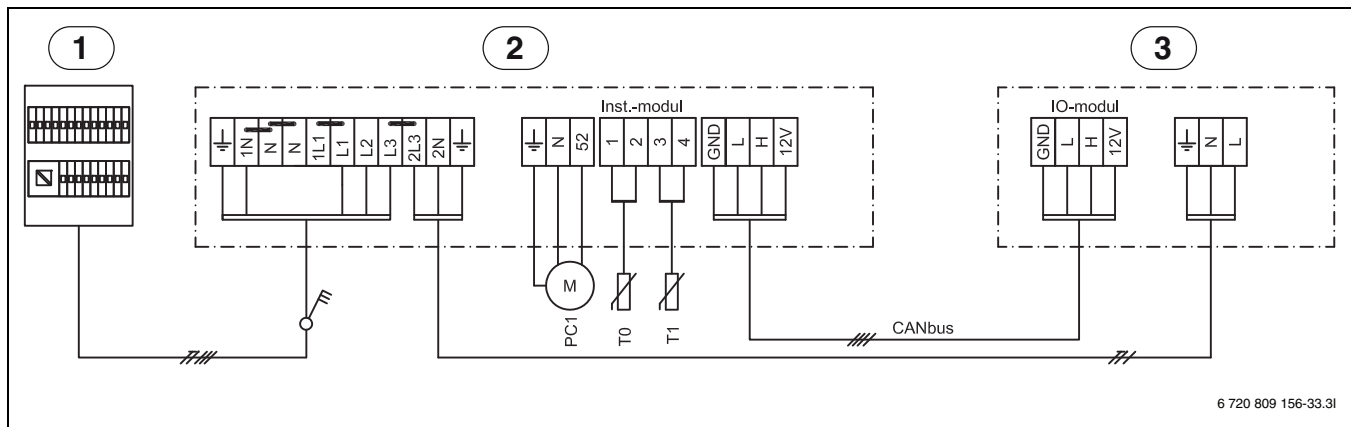 1 2 3
Inst.-modul IO-modul
1N N N 1L1 L1 L2 L3 2L3 2N N 52 1 2 3 4 GND L H 12V GND L H 12V N L
M
PC1 T0 T1 CANbus
6 720 809 156-33.3I